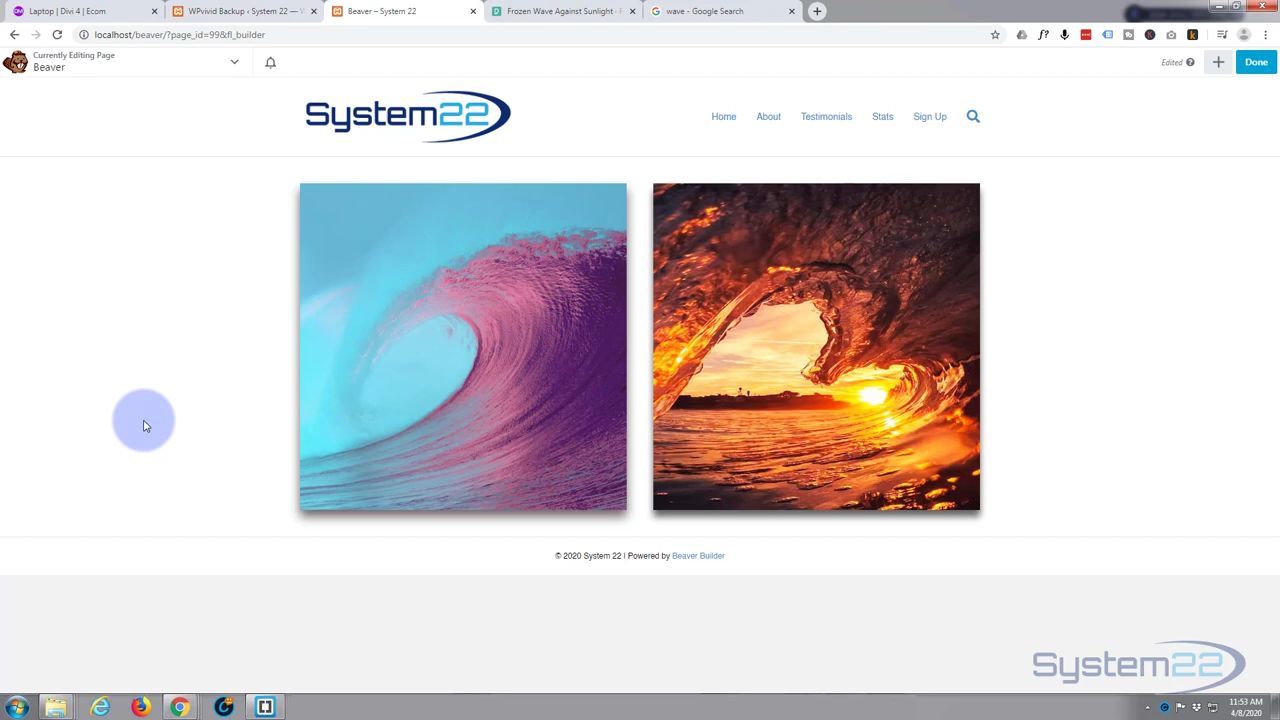 Laptop | Divi 4 | Ecom
WPvivid Backup ‹ System 22 —
Beaver – System 22
Frozen Wave Against Sunlight ·
wave - Google Search
localhost/beaver/?page_id=99&fl_builder
Currently Editing Page
Beaver
Edited
Done
System22
Home
About
Testimonials
Stats
Sign Up
© 2020 System 22 | Powered by Beaver Builder
System22
11:53 AM
4/8/2020